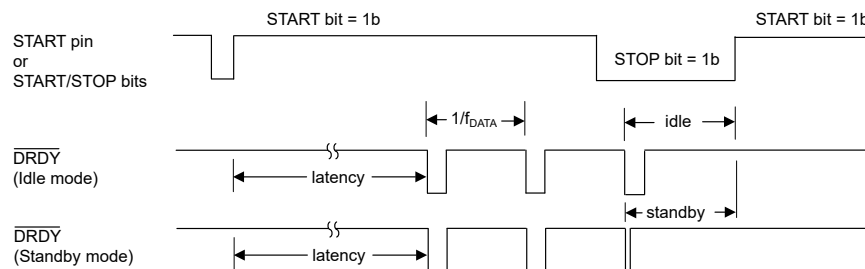 START bit = 1b
START bit = 1b
START pin
or
START/STOP bits
STOP bit = 1b
1/fDATA
idle
DRDY
(Idle mode)
latency
standby
DRDY
(Standby mode)
latency